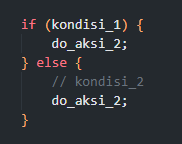 if (kondisi_1) {
    do_aksi_2;
} else {
    // kondisi_2
    do_aksi_2;
}